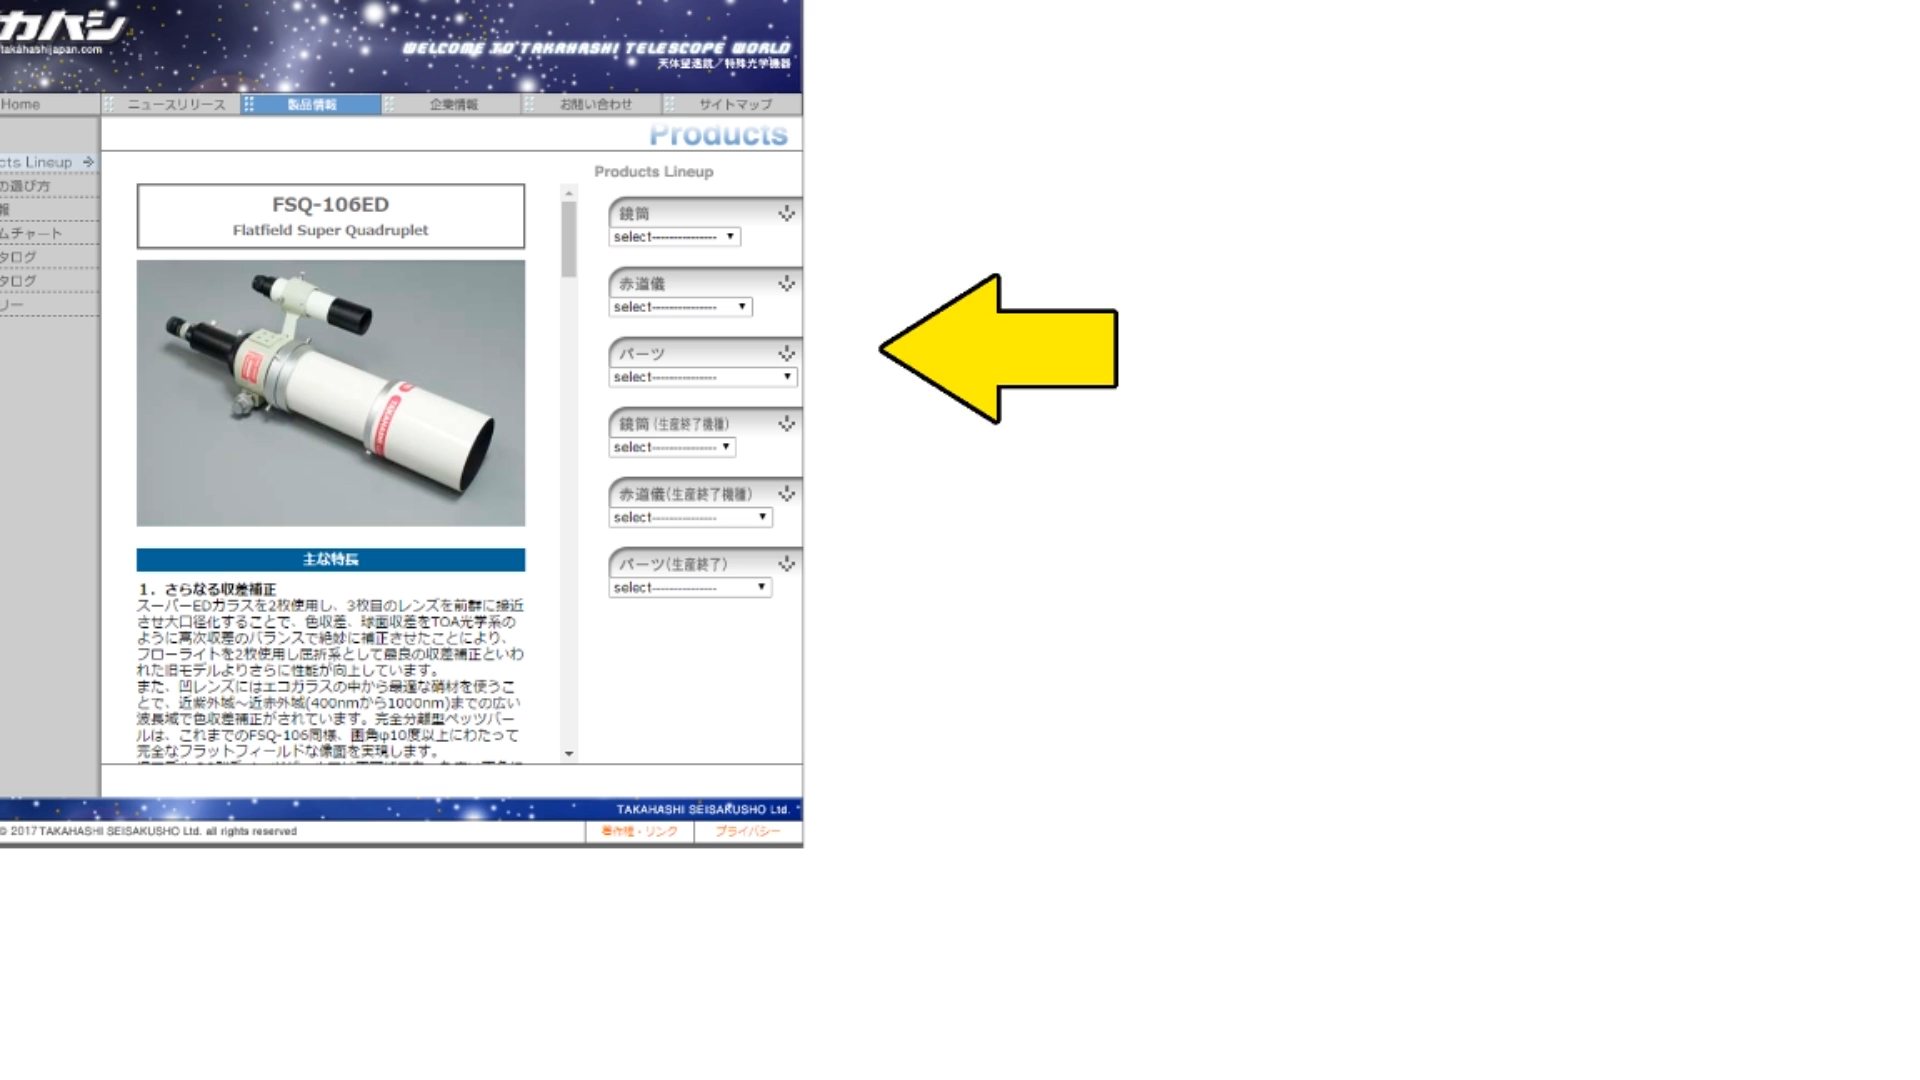 カハシ
takahashijapan.com
WELCOME TO TAKAHASHI TELESCOPE WORLD
天体望遠鏡／特殊光学機器
Home
ニュースリリース
製品情報
企業情報
お問い合わせ
サイトマップ
Products
cts Lineup
の選び方
報
ムチャート
タログ
タログ
リー
FSQ-106ED
Flatfield Super Quadruplet
TAKAHASHI
主な特長
1．さらなる収差補正
スーパーEDガラスを2枚使用し、3枚目のレンズを前群に接近
させ大口径化することで、色収差、球面収差をTOA光学系の
ように高次収差のバランスで絶妙に補正させたことにより、
フローライトを2枚使用し屈折系として最良の収差補正といわ
れた旧モデルよりさらに性能が向上しています。
また、凹レンズにはエコガラスの中から最適な硝材を使うこ
とで、近紫外域～近赤外域(400nmから1000nm)までの広い
波長域で色収差補正がされています。完全分離型ペッツバー
ルは、これまでのFSQ-106同様、画角φ10度以上にわたって
完全なフラットフィールドな像面を実現します。
Products Lineup
鏡筒
select---------------
赤道儀
select---------------
パーツ
select---------------
鏡筒 (生産終了機種)
select---------------
赤道儀(生産終了機種)
select---------------
パーツ(生産終了)
select---------------
TAKAHASHI SEISAKUSHO Ltd.
© 2017 TAKAHASHI SEISAKUSHO Ltd. all rights reserved
著作権・リンク
プライバシー